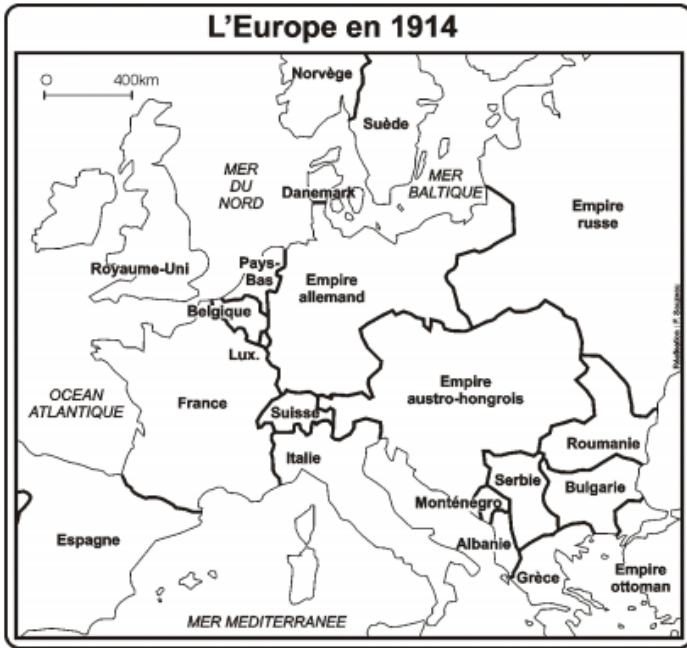 L'Europe en 1914
O 400km
Norvège
Suède
MER
DU
NORD
MER
BALTIQUE
Danemark
Empire
russe
Royaume-Uni
Pays-
Bas
Empire
allemand
Belgique
Lux.
OCEAN
ATLANTIQUE
France
Suisse
Empire
austro-hongrois
Italie
Roumanie
Serbie
Bulgarie
Monténégro
Albanie
Espagne
Grèce
Empire
ottoman
MER MEDITERRANEE